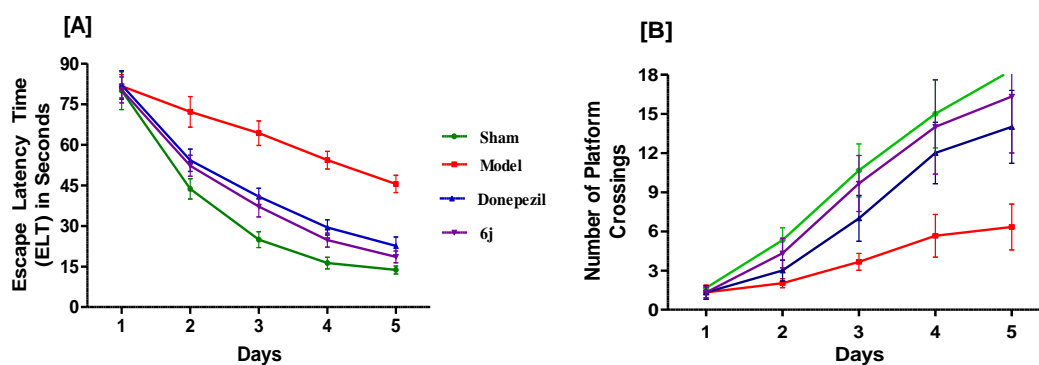 [A]
Escape Latency Time
(ELT) in Seconds
90
75
60
45
30
15
0
1 2 3 4 5
Days
Sham
Model
Donepezil
6j
[B]
Number of Platform
Crossings
18
15
12
9
6
3
0
1 2 3 4 5
Days